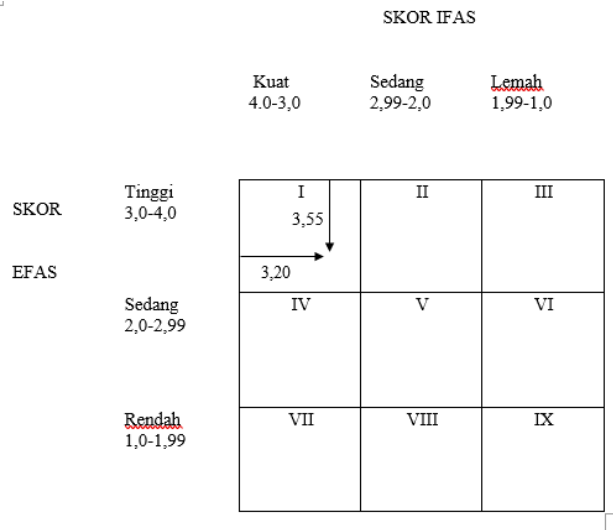 SKOR IFAS
Kuat Sedang Lemah
4.0-3,0 2,99-2,0 1,99-1,0
Tinggi I II III
SKOR 3,0-4,0 3,55
EFAS 3,20
Sedang IV V VI
2,0-2,99
Rendah VII VIII IX
1,0-1,99